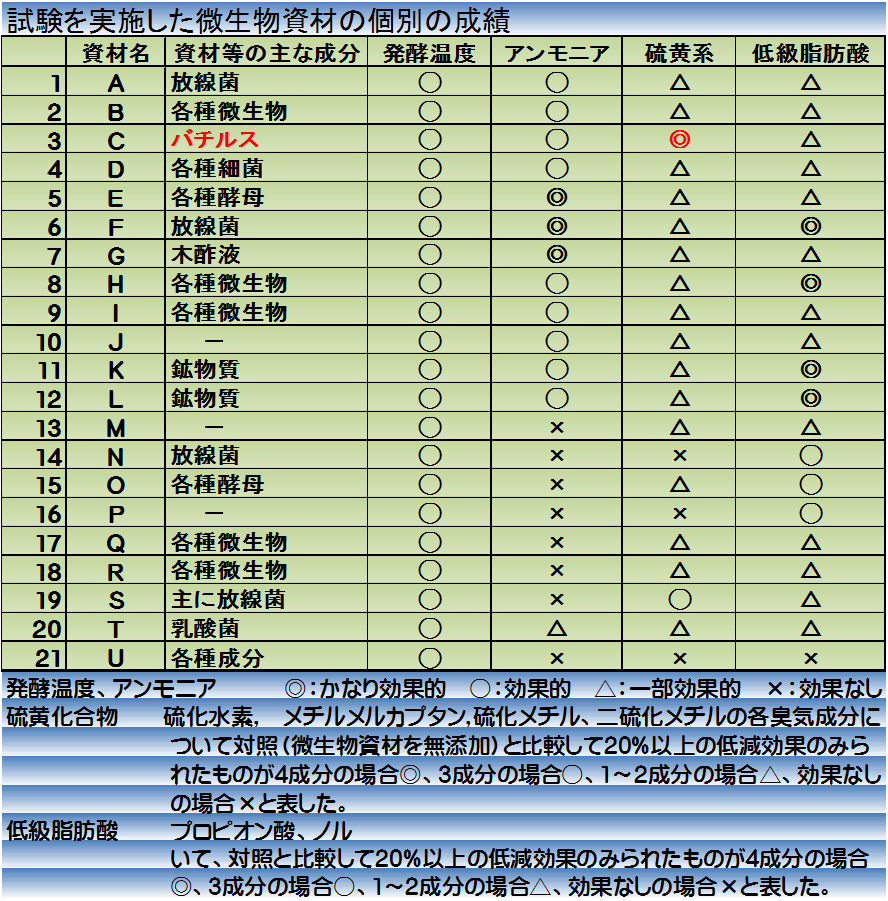 試験を実施した微生物資材の個別の成績
資材名 資材等の主な成分 発酵温度 アンモニア 硫黄系 低級脂肪酸
1 A 放線菌 ○ ○ △ △
2 B 各種微生物 ○ ○ △ △
3 C バチルス ○ ○ ◎ △
4 D 各種細菌 ○ ○ △ △
5 E 各種酵母 ○ ◎ △ △
6 F 放線菌 ○ ◎ △ ◎
7 G 木酢液 ○ ◎ △ △
8 H 各種微生物 ○ ○ △ ◎
9 I 各種微生物 ○ ○ △ △
10 J － ○ ○ △ △
11 K 鉱物質 ○ ○ △ ◎
12 L 鉱物質 ○ ○ △ ◎
13 M － ○ × △ △
14 N 放線菌 ○ × × ○
15 O 各種酵母 ○ × △ ○
16 P － ○ × × ○
17 Q 各種微生物 ○ × △ △
18 R 各種微生物 ○ × △ △
19 S 主に放線菌 ○ × ○ △
20 T 乳酸菌 ○ △ △ △
21 U 各種成分 ○ × × ×
発酵温度、アンモニア ◎：かなり効果的 ○：効果的 △：一部効果的 ×：効果なし
硫黄化合物 硫化水素， メチルメルカプタン,硫化メチル、二硫化メチルの各臭気成分に
ついて対照（微生物資材を無添加）と比較して20%以上の低減効果のみら
れたものが4成分の場合◎、3成分の場合○、1～2成分の場合△、効果なし
の場合×と表した。
低級脂肪酸 プロピオン酸、ノル
いて、対照と比較して20%以上の低減効果のみられたものが4成分の場合
◎、3成分の場合○、1～2成分の場合△、効果なしの場合×と表した。